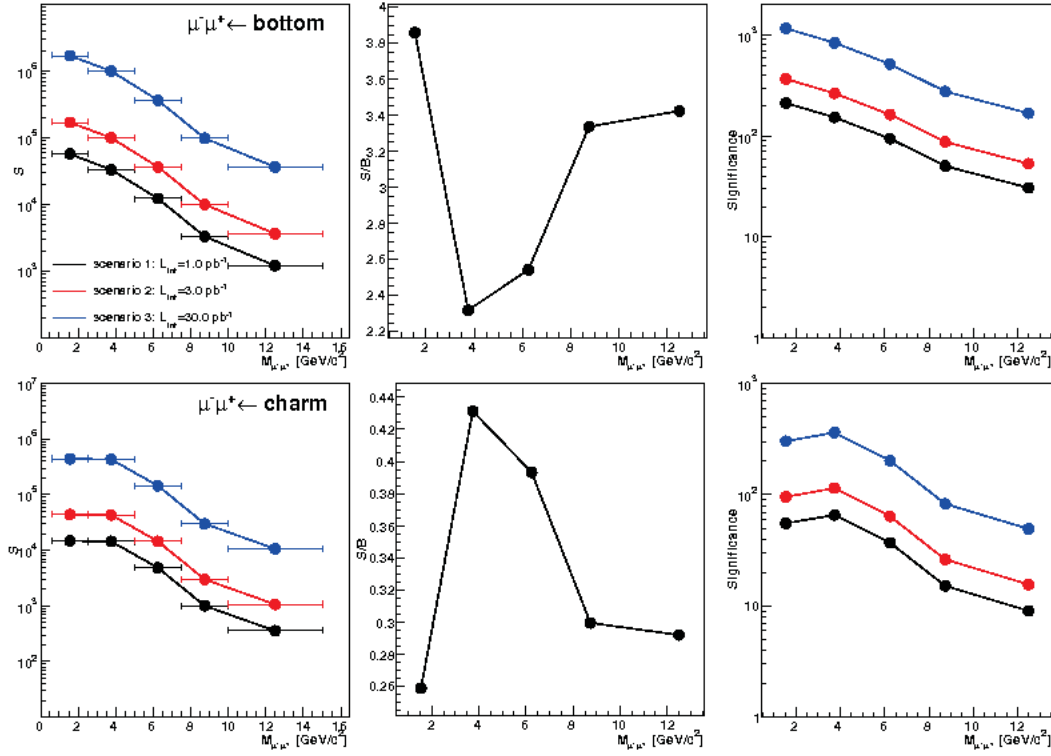 μ⁻μ⁺← bottom
S
10⁶
10⁵
10⁴
10³
scenario 1: L_int=1.0 pb⁻¹
scenario 2: L_int=3.0 pb⁻¹
scenario 3: L_int=30.0 pb⁻¹
0 2 4 6 8 10 12 14 16
M_μ⁻μ⁺ [GeV/c²]
S/B
4
3.8
3.6
3.4
3.2
3
2.8
2.6
2.4
2.2
2 4 6 8 10 12
M_μ⁻μ⁺ [GeV/c²]
Significance
10³
10²
10
1
2 4 6 8 10 12
M_μ⁻μ⁺ [GeV/c²]
μ⁻μ⁺← charm
S
10⁷
10⁶
10⁵
10⁴
10³
10²
0 2 4 6 8 10 12 14 16
M_μ⁻μ⁺ [GeV/c²]
S/B
0.44
0.42
0.4
0.38
0.36
0.34
0.32
0.3
0.28
0.26
2 4 6 8 10 12
M_μ⁻μ⁺ [GeV/c²]
Significance
10³
10²
10
1
2 4 6 8 10 12
M_μ⁻μ⁺ [GeV/c²]